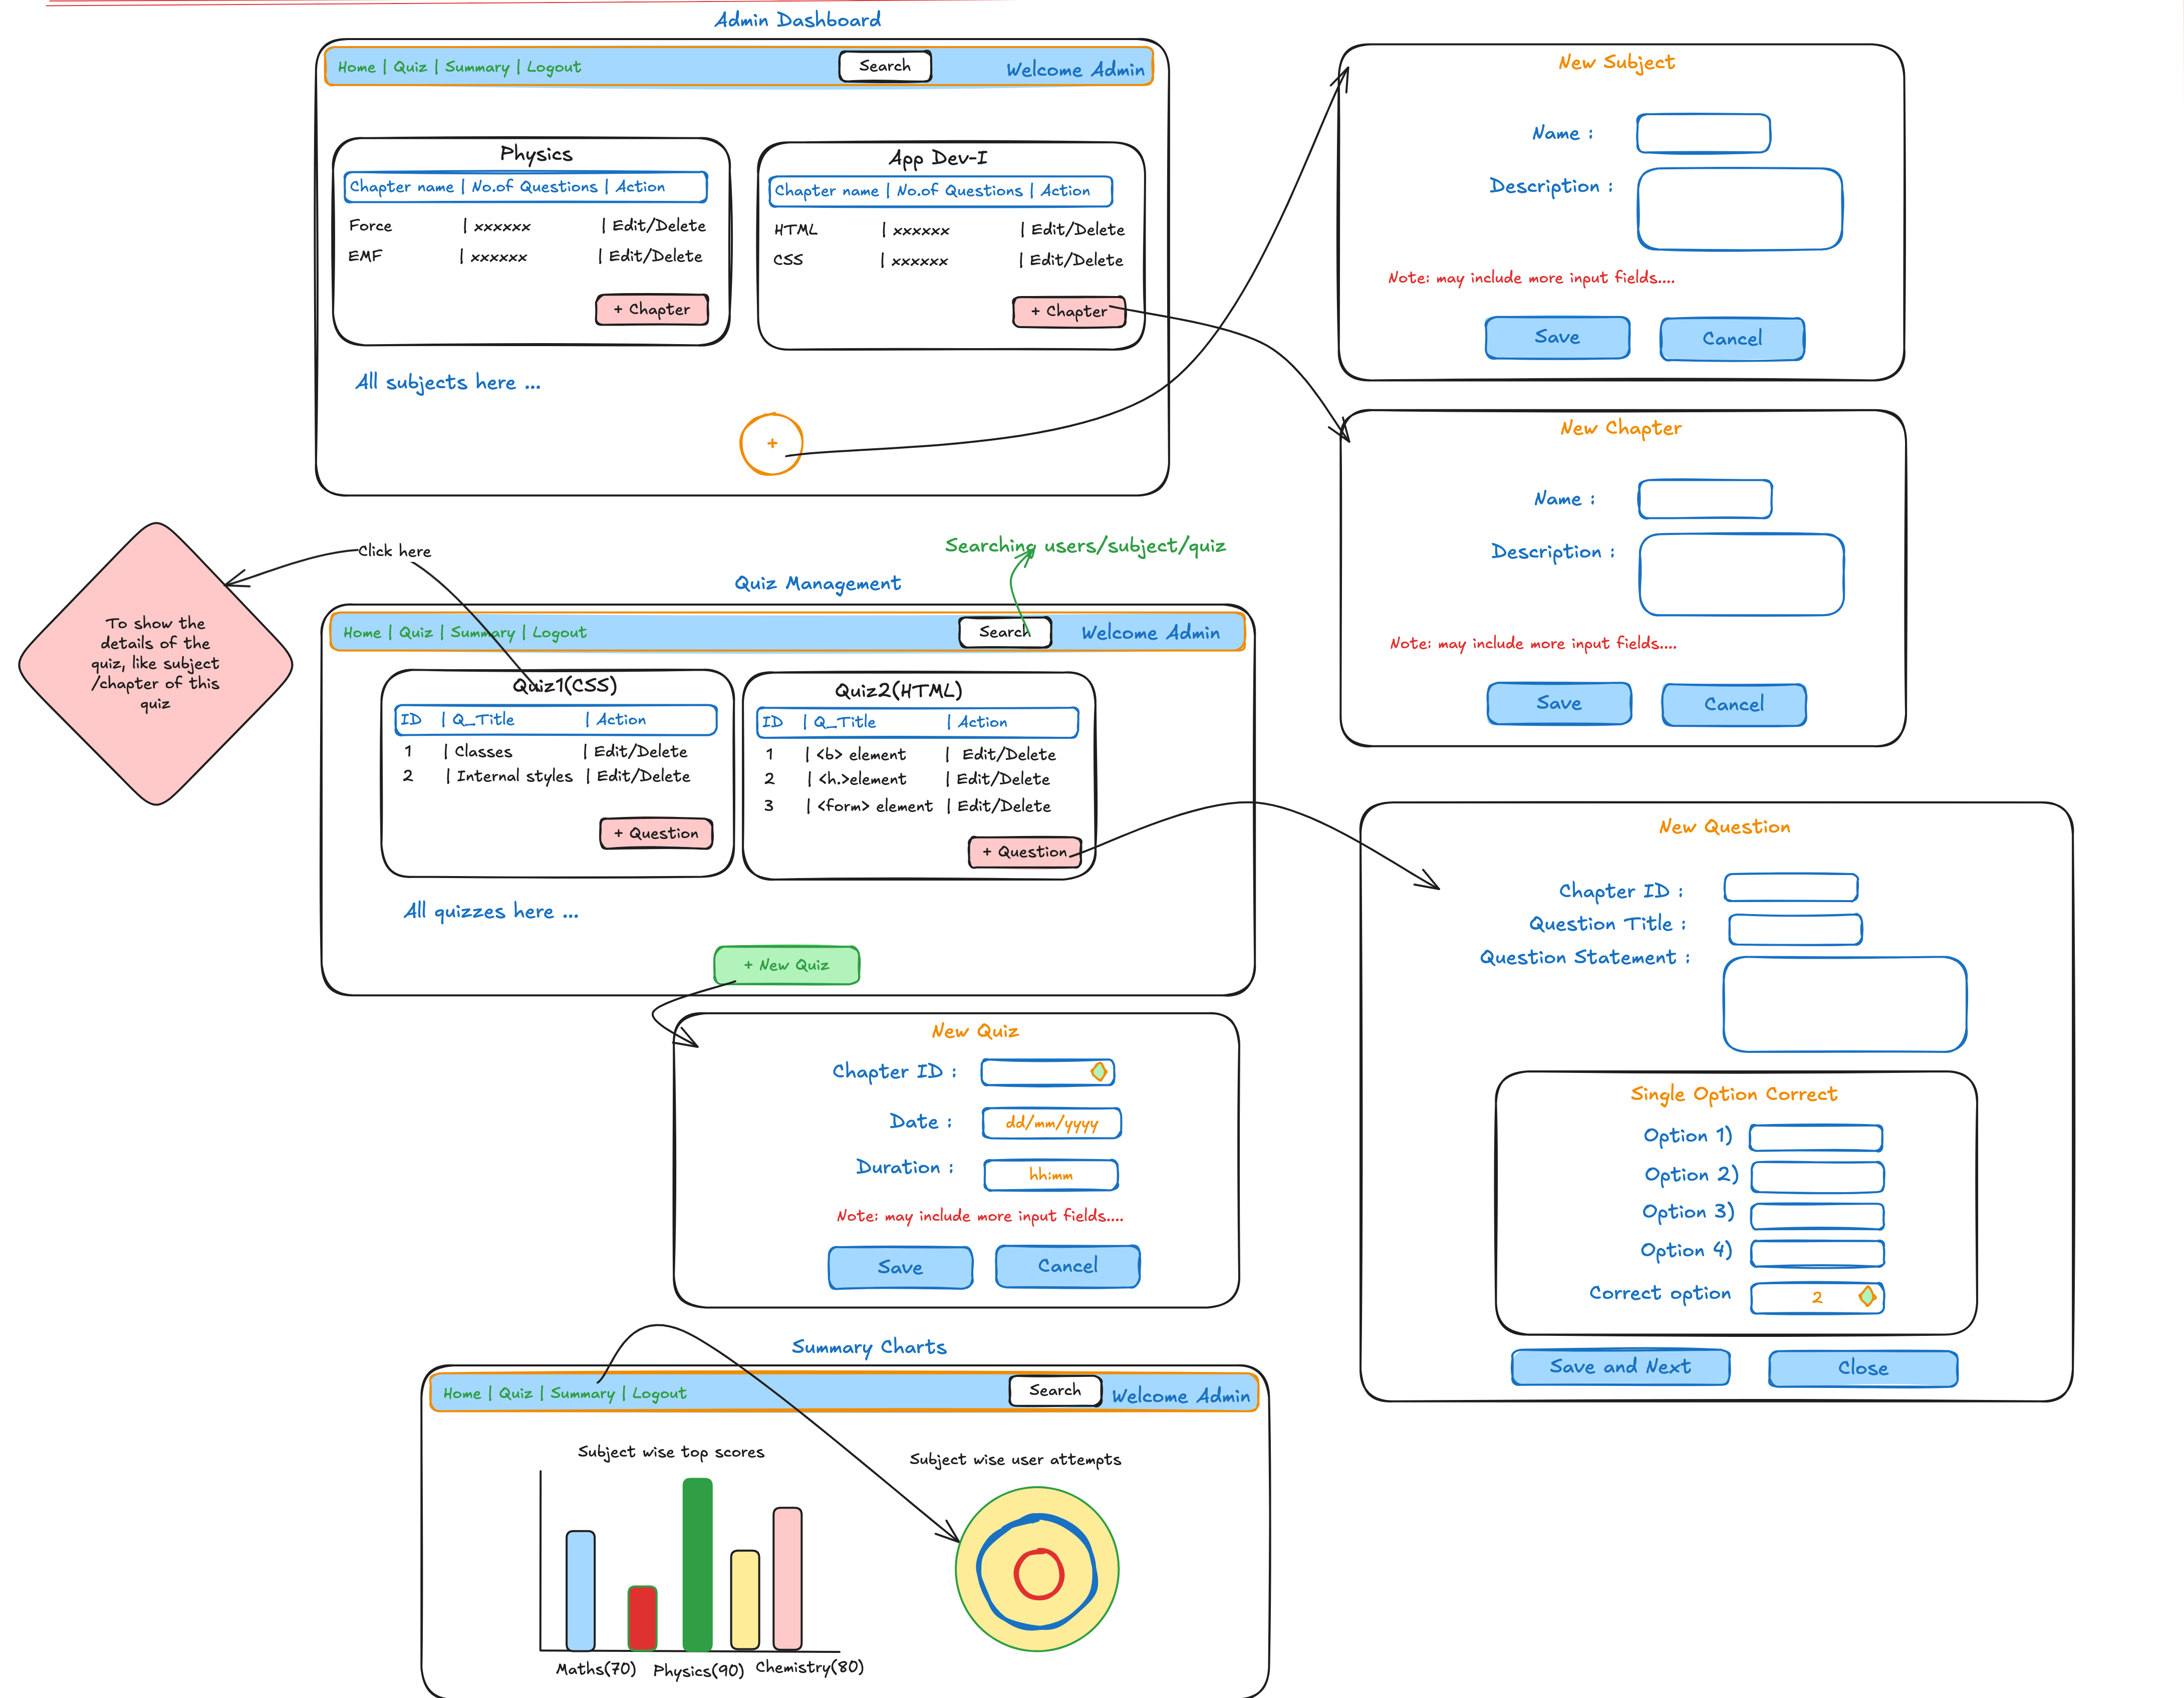 Admin Dashboard
Home | Quiz | Summary | Logout
Search
Welcome Admin
Physics
Chapter name | No.of Questions | Action
Force | xxxxxx | Edit/Delete
EMF | xxxxxx | Edit/Delete
+ Chapter
App Dev-I
Chapter name | No.of Questions | Action
HTML | xxxxxx | Edit/Delete
CSS | xxxxxx | Edit/Delete
+ Chapter
All subjects here ...
+
New Subject
Name :
Description :
Note: may include more input fields....
Save
Cancel
New Chapter
Name :
Description :
Note: may include more input fields....
Save
Cancel
Click here
To show the
details of the
quiz, like subject
/chapter of this
quiz
Searching users/subject/quiz
Quiz Management
Home | Quiz | Summary | Logout
Search
Welcome Admin
Quiz1(CSS)
ID | Q_Title | Action
1 | Classes | Edit/Delete
2 | Internal styles | Edit/Delete
+ Question
Quiz2(HTML)
ID | Q_Title | Action
1 | <b> element | Edit/Delete
2 | <h.>element | Edit/Delete
3 | <form> element | Edit/Delete
+ Question
All quizzes here ...
+ New Quiz
New Question
Chapter ID :
Question Title :
Question Statement :
Single Option Correct
Option 1)
Option 2)
Option 3)
Option 4)
Correct option
2
Save and Next
Close
New Quiz
Chapter ID :
Date :
dd/mm/yyyy
Duration :
hh:mm
Note: may include more input fields....
Save
Cancel
Summary Charts
Home | Quiz | Summary | Logout
Search
Welcome Admin
Subject wise top scores
Maths(70)
Physics(90)
Chemistry(80)
Subject wise user attempts